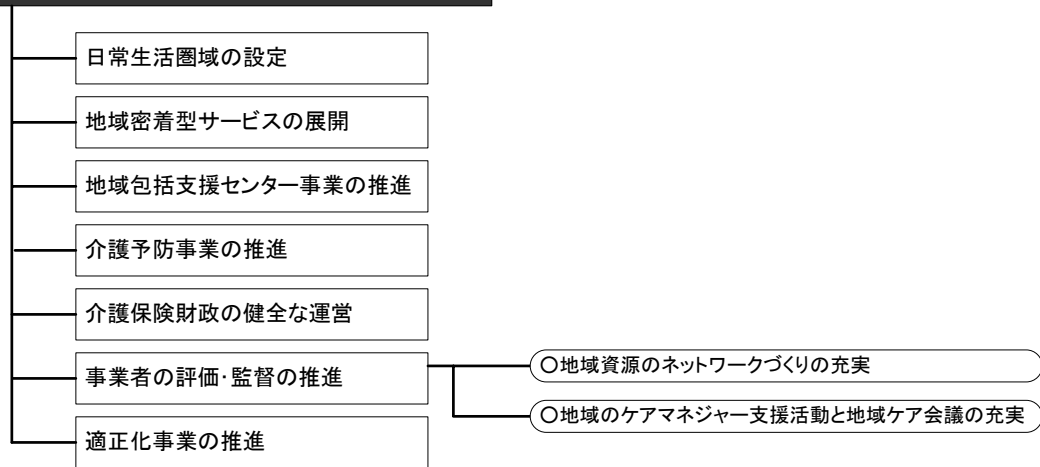 日常生活圏域の設定
地域密着型サービスの展開
地域包括支援センター事業の推進
介護予防事業の推進
介護保険財政の健全な運営
事業者の評価・監督の推進
〇地域資源のネットワークづくりの充実
〇地域のケアマネジャー支援活動と地域ケア会議の充実
適正化事業の推進